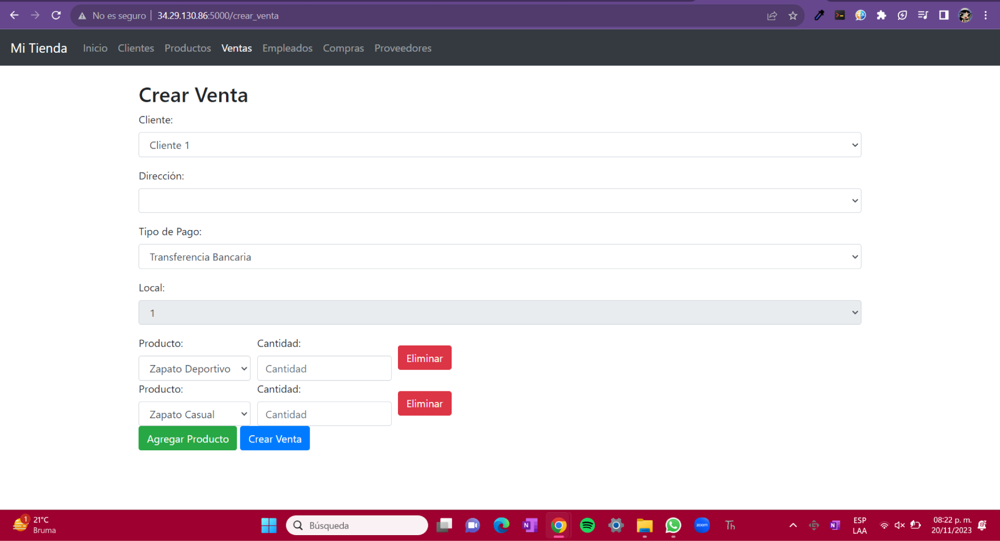 No es seguro | 34.29.130.86:5000/crear_venta
Mi Tienda Inicio Clientes Productos Ventas Empleados Compras Proveedores
Crear Venta
Cliente:
Cliente 1
Dirección:
Tipo de Pago:
Transferencia Bancaria
Local:
1
Producto: Cantidad:
Zapato Deportivo Cantidad Eliminar
Producto: Cantidad:
Zapato Casual Cantidad Eliminar
Agregar Producto Crear Venta
1 21°C
Bruma
Búsqueda
N
zoom
Th
N
ESP
LAA
08:22 p. m.
20/11/2023